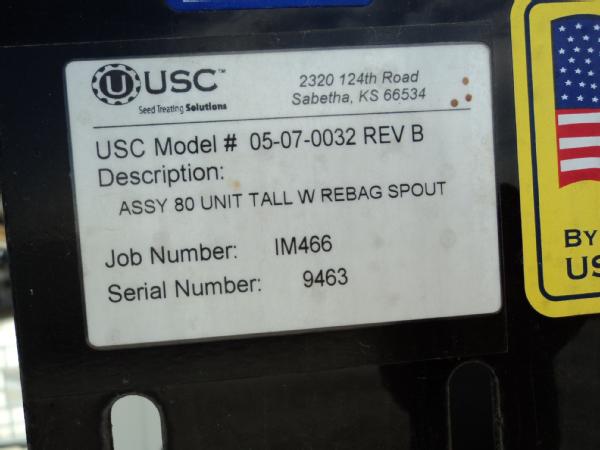 USC™
Seed Treating Solutions
2320 124th Road
Sabetha, KS 66534
USC Model # 05-07-0032 REV B
Description:
ASSY 80 UNIT TALL W REBAG SPOUT
Job Number: IM466
Serial Number: 9463
BY
US